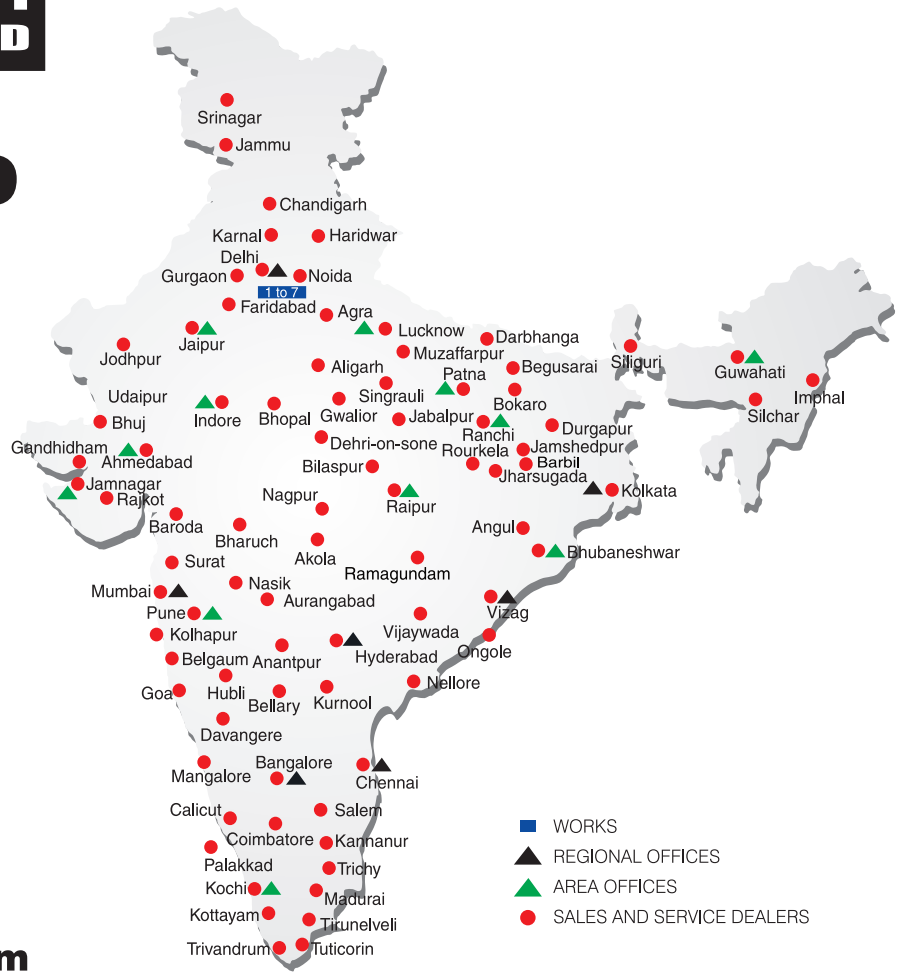 D
Srinagar
Jammu
Chandigarh
Karnal
Haridwar
Delhi
Gurgaon
Noida
1 to 7
Faridabad
Agra
Jaipur
Lucknow
Darbhanga
Jodhpur
Muzaffarpur
Siliguri
Aligarh
Patna
Begusarai
Guwahati
Udaipur
Singrauli
Bokaro
Imphal
Indore
Bhopal
Gwalior
Jabalpur
Silchar
Bhuj
Ranchi
Durgapur
Gandhidham
Dehri-on-sone
Rourkela
Jamshedpur
Ahmedabad
Bilaspur
Barbil
Jharsugada
Jamnagar
Rajkot
Nagpur
Raipur
Kolkata
Baroda
Bharuch
Akola
Angul
Bhubaneshwar
Surat
Ramagundam
Mumbai
Nasik
Aurangabad
Pune
Vizag
Kolhapur
Vijaywada
Ongole
Belgaum
Anantpur
Hyderabad
Goa
Hubli
Bellary
Kurnool
Nellore
Davangere
Mangalore
Bangalore
Chennai
Calicut
Salem
Coimbatore
Kannanur
Palakkad
Trichy
Kochi
Madurai
Kottayam
Tirunelveli
Trivandrum
Tuticorin
WORKS
REGIONAL OFFICES
AREA OFFICES
SALES AND SERVICE DEALERS
m